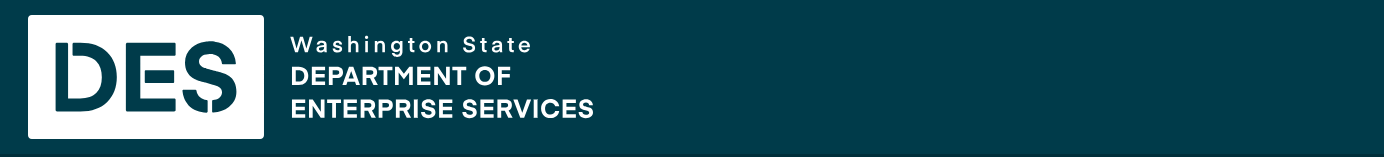 DES
Washington State
DEPARTMENT OF
ENTERPRISE SERVICES